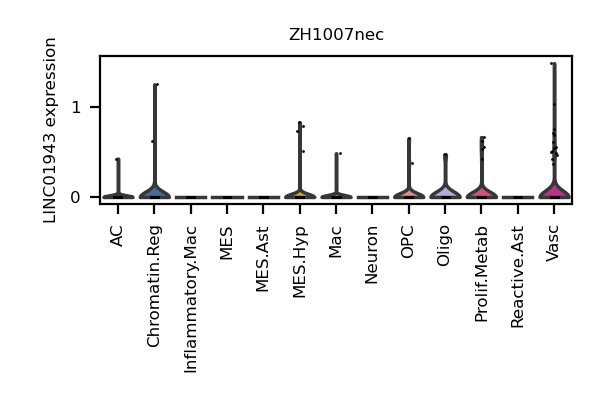 ZH1007nec
LINC01943 expression
1
0
AC
Chromatin.Reg
Inflammatory.Mac
MES
MES.Ast
MES.Hyp
Mac
Neuron
OPC
Oligo
Prolif.Metab
Reactive.Ast
Vasc